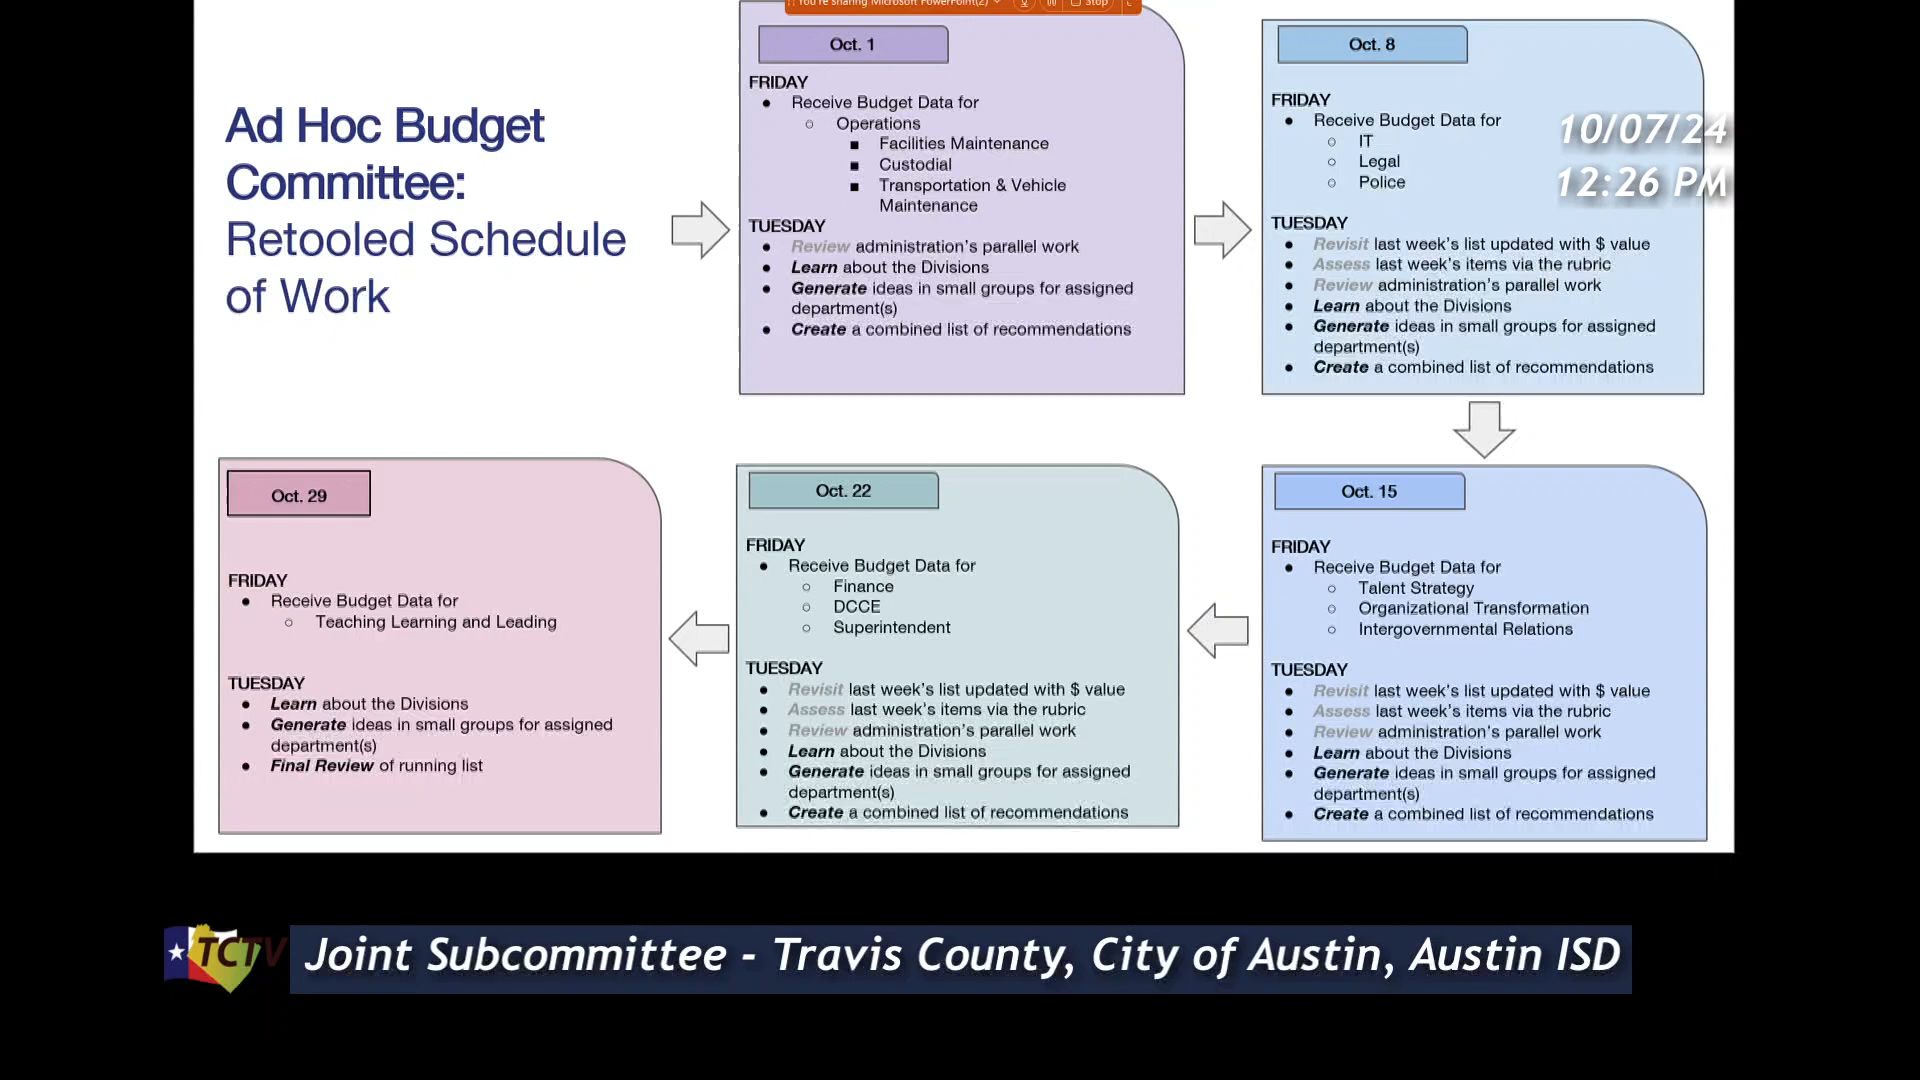 You're sharing Microsoft PowerPoint(2)
Stop
Ad Hoc Budget
Committee:
Retooled Schedule
of Work
Oct. 1
FRIDAY
● Receive Budget Data for
○ Operations
■ Facilities Maintenance
■ Custodial
■ Transportation & Vehicle
Maintenance
TUESDAY
● Review administration's parallel work
● Learn about the Divisions
● Generate ideas in small groups for assigned
department(s)
● Create a combined list of recommendations
Oct. 8
FRIDAY
● Receive Budget Data for
○ IT
○ Legal
○ Police
TUESDAY
● Revisit last week's list updated with $ value
● Assess last week's items via the rubric
● Review administration's parallel work
● Learn about the Divisions
● Generate ideas in small groups for assigned
department(s)
● Create a combined list of recommendations
10/07/24
12:26 PM
Oct. 15
FRIDAY
● Receive Budget Data for
○ Talent Strategy
○ Organizational Transformation
○ Intergovernmental Relations
TUESDAY
● Revisit last week's list updated with $ value
● Assess last week's items via the rubric
● Review administration's parallel work
● Learn about the Divisions
● Generate ideas in small groups for assigned
department(s)
● Create a combined list of recommendations
Oct. 22
FRIDAY
● Receive Budget Data for
○ Finance
○ DCCE
○ Superintendent
TUESDAY
● Revisit last week's list updated with $ value
● Assess last week's items via the rubric
● Review administration's parallel work
● Learn about the Divisions
● Generate ideas in small groups for assigned
department(s)
● Create a combined list of recommendations
Oct. 29
FRIDAY
● Receive Budget Data for
○ Teaching Learning and Leading
TUESDAY
● Learn about the Divisions
● Generate ideas in small groups for assigned
department(s)
● Final Review of running list
TCTV
Joint Subcommittee - Travis County, City of Austin, Austin ISD